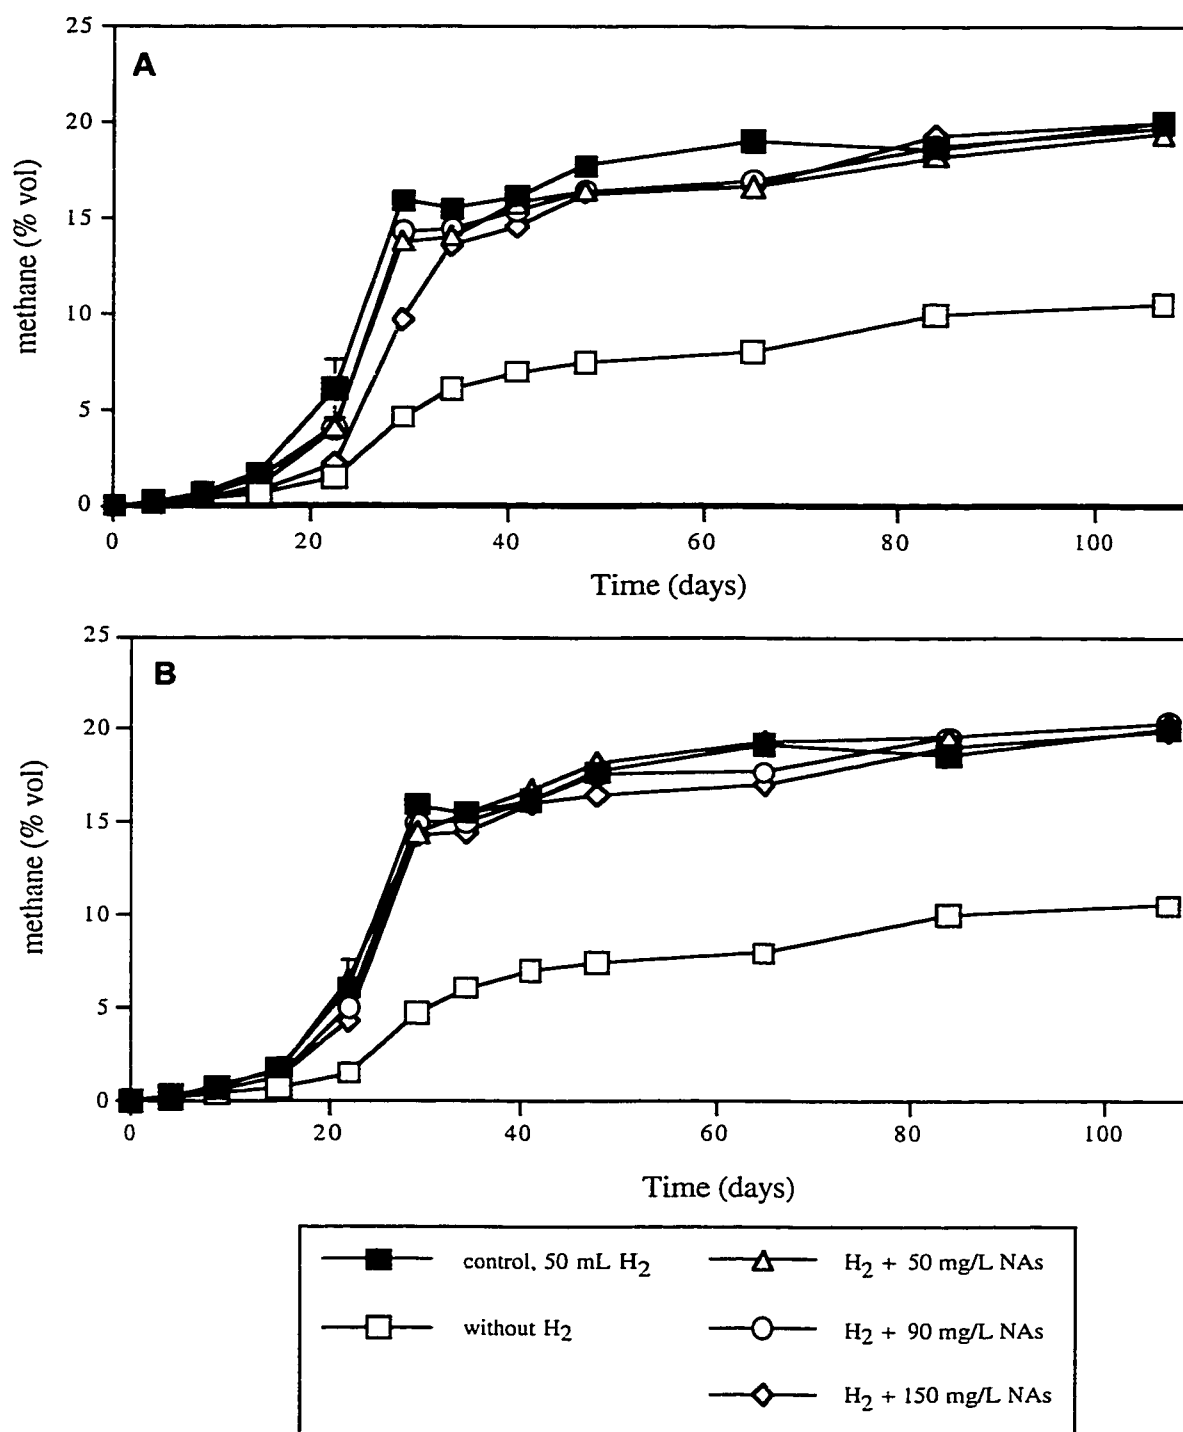 25
A
20
15
10
5
0
methane (% vol)
0 20 40 60 80 100
Time (days)
25
B
20
15
10
5
0
methane (% vol)
0 20 40 60 80 100
Time (days)
control, 50 mL H2
H2 + 50 mg/L NAs
without H2
H2 + 90 mg/L NAs
H2 + 150 mg/L NAs